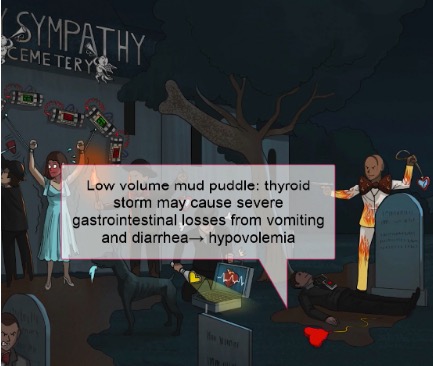 SYMPATHY
CEMETERY
Low volume mud puddle: thyroid
storm may cause severe
gastrointestinal losses from vomiting
and diarrhea→ hypovolemia